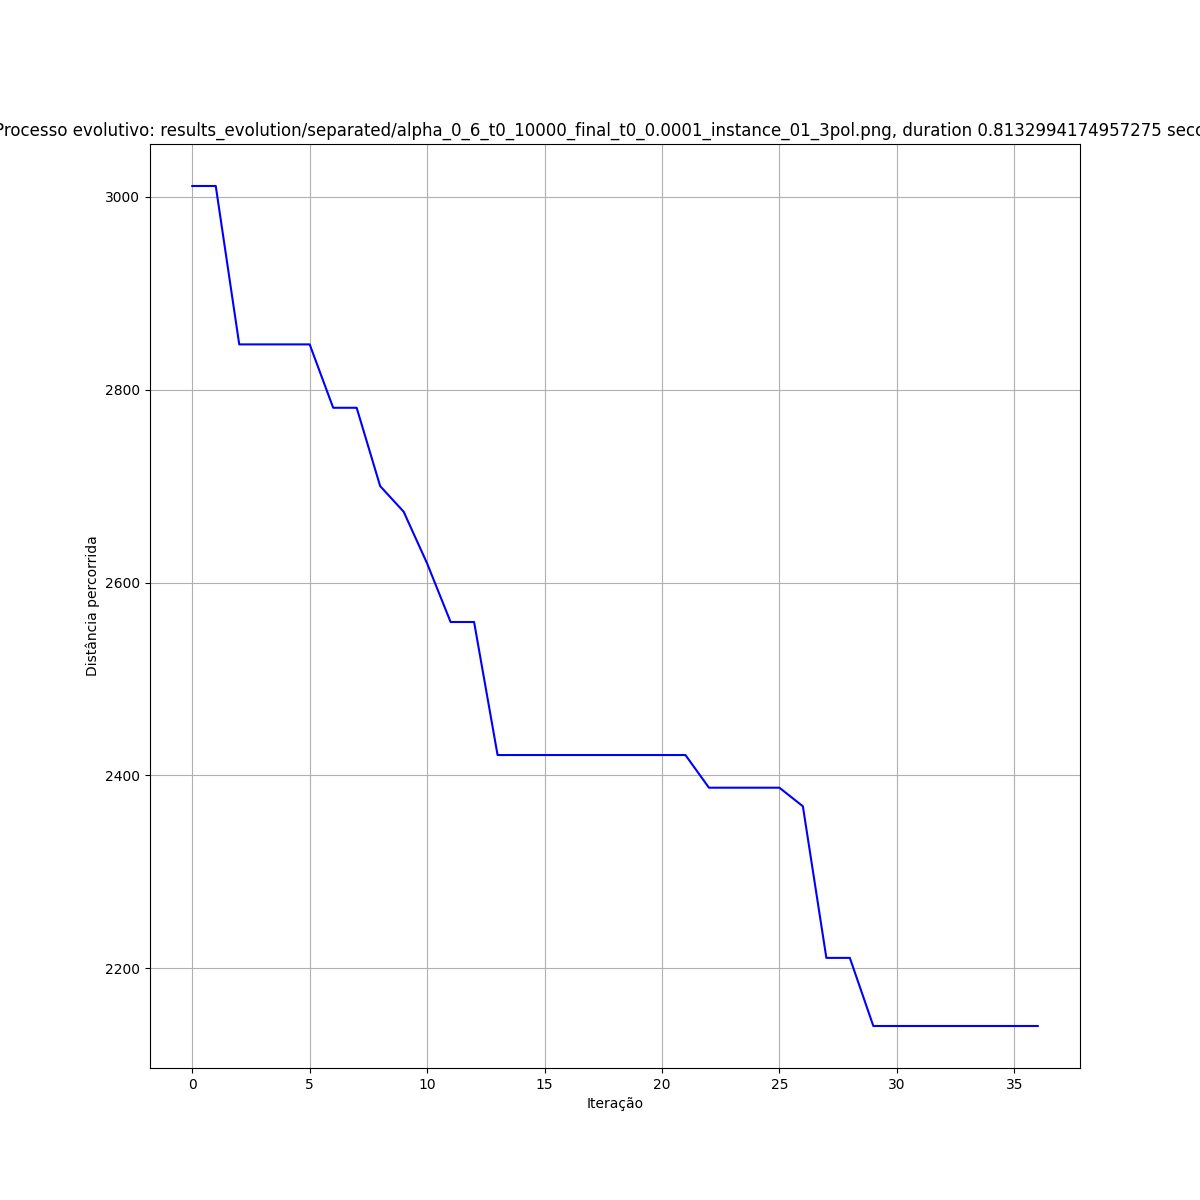 Processo evolutivo: results_evolution/separated/alpha_0_6_t0_10000_final_t0_0.0001_instance_01_3pol.png, duration 0.8132994174957275 seco
3000
2800
2600
2400
2200
Distância percorrida
0 5 10 15 20 25 30 35
Iteração